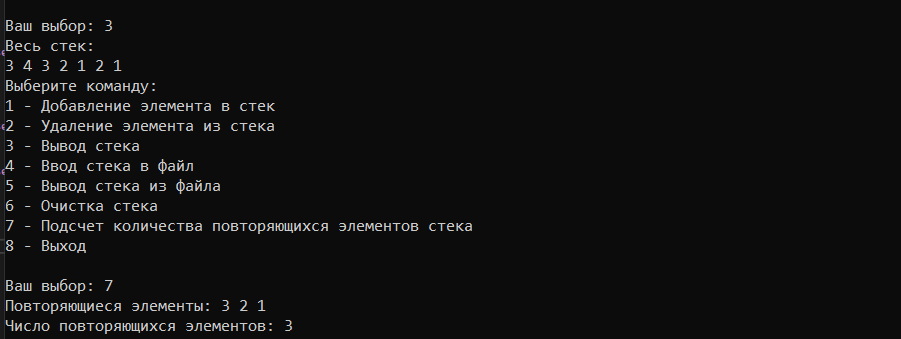 Ваш выбор: 3
Весь стек:
3 4 3 2 1 2 1
Выберите команду:
1 - Добавление элемента в стек
2 - Удаление элемента из стека
3 - Вывод стека
4 - Ввод стека в файл
5 - Вывод стека из файла
6 - Очистка стека
7 - Подсчет количества повторяющихся элементов стека
8 - Выход
Ваш выбор: 7
Повторяющиеся элементы: 3 2 1
Число повторяющихся элементов: 3